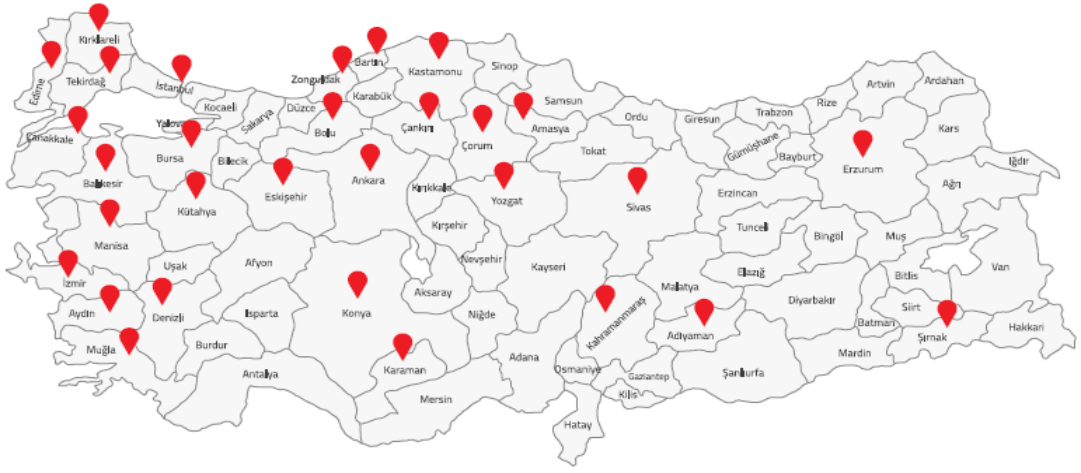 Kırklareli
Edirne
Tekirdağ
İstanbul
Kocaeli
Yalova
Sakarya
Düzce
Zonguldak
Bartın
Karabük
Kastamonu
Sinop
Samsun
Bolu
Çankırı
Çorum
Amasya
Ordu
Giresun
Trabzon
Rize
Artvin
Ardahan
Kars
Iğdır
Çanakkale
Bursa
Bilecik
Balıkesir
Kütahya
Eskişehir
Ankara
Kırıkkale
Yozgat
Tokat
Sivas
Gümüşhane
Bayburt
Erzurum
Erzincan
Ağrı
Manisa
Uşak
Afyon
Kırşehir
Nevşehir
Kayseri
Tunceli
Bingöl
Muş
Elazığ
Malatya
Bitlis
Van
İzmir
Aydın
Denizli
Isparta
Burdur
Konya
Aksaray
Niğde
Kahramanmaraş
Adıyaman
Diyarbakır
Batman
Siirt
Şırnak
Hakkari
Muğla
Antalya
Karaman
Mersin
Adana
Osmaniye
Gaziantep
Kilis
Şanlıurfa
Mardin
Hatay